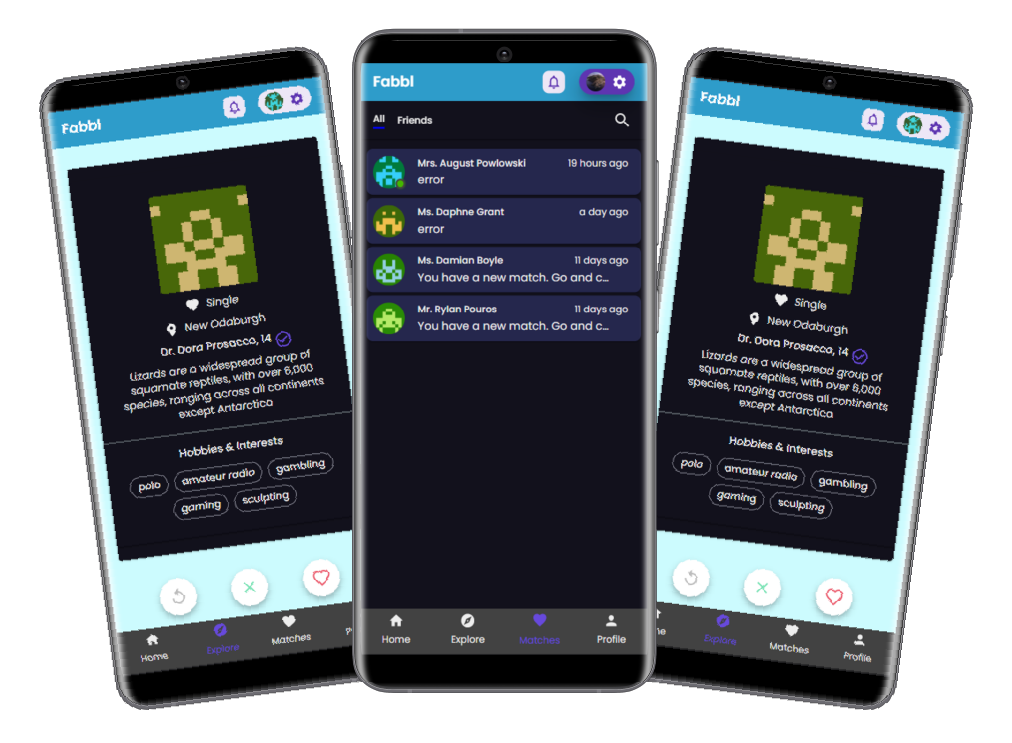 Fabbl
Single
New Odaburgh
Dr. Dora Prosacco, 14
Lizards are a widespread group of
squamate reptiles, with over 6,000
species, ranging across all continents
except Antarctica
Hobbies & Interests
polo
amateur radio
gambling
gaming
sculpting
Home
Explore
Matches
Fabbl
All
Friends
Mrs. August Powlowski
19 hours ago
error
Ms. Daphne Grant
a day ago
error
Ms. Damian Boyle
11 days ago
You have a new match. Go and c...
Mr. Rylan Pouros
11 days ago
You have a new match. Go and c...
Home
Explore
Matches
Profile
Fabbl
Single
New Odaburgh
Dr. Dora Prosacco, 14
Lizards are a widespread group of
squamate reptiles, with over 6,000
species, ranging across all continents
except Antarctica
Hobbies & Interests
polo
amateur radio
gambling
gaming
sculpting
Explore
Matches
Profile